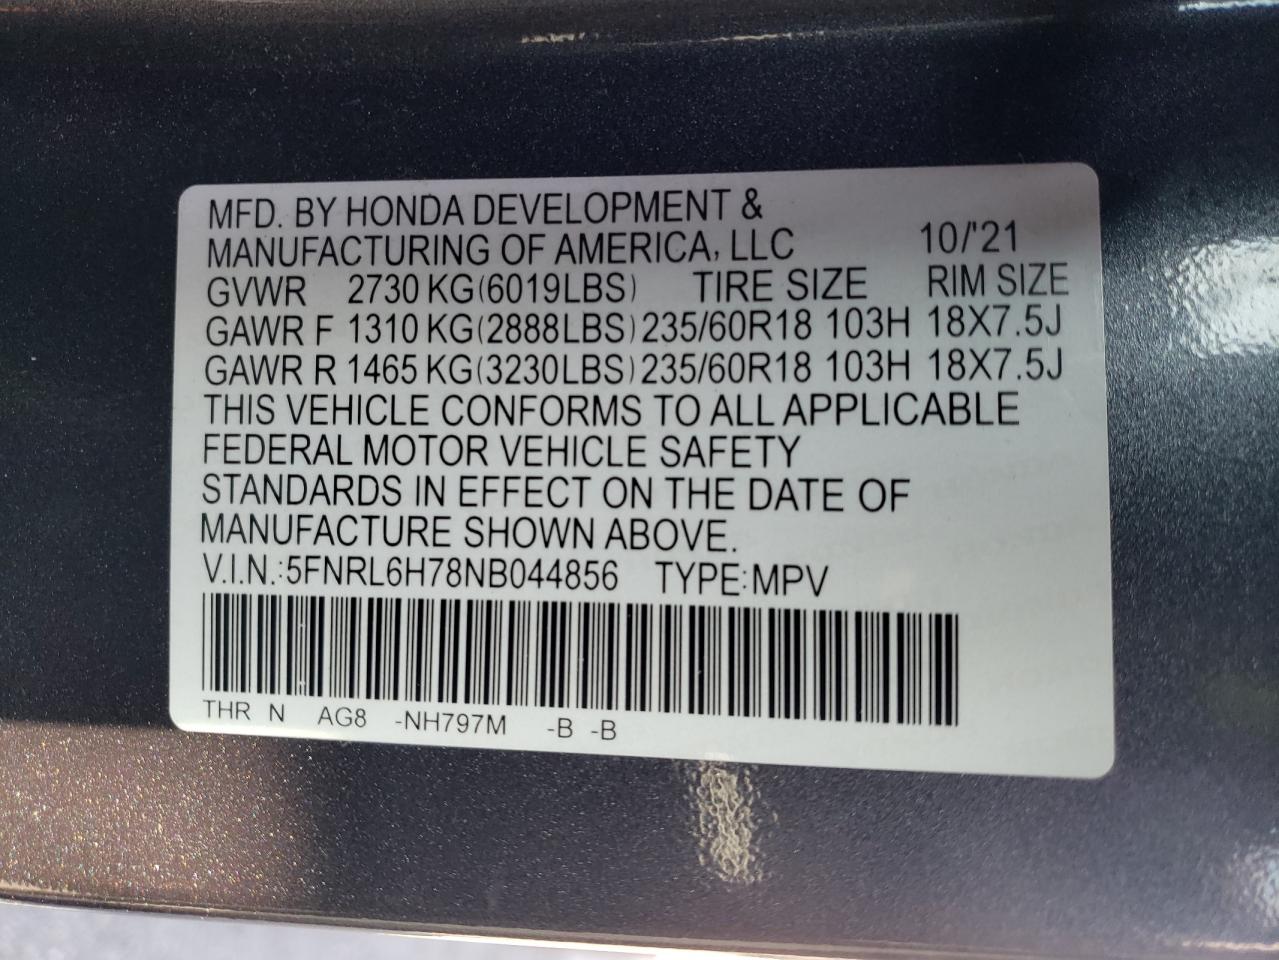 MFD. BY HONDA DEVELOPMENT &
MANUFACTURING OF AMERICA, LLC 10/'21
GVWR 2730 KG(6019LBS) TIRE SIZE RIM SIZE
GAWR F 1310 KG(2888LBS) 235/60R18 103H 18X7.5J
GAWR R 1465 KG(3230LBS) 235/60R18 103H 18X7.5J
THIS VEHICLE CONFORMS TO ALL APPLICABLE
FEDERAL MOTOR VEHICLE SAFETY
STANDARDS IN EFFECT ON THE DATE OF
MANUFACTURE SHOWN ABOVE.
V.I.N.:5FNRL6H78NB044856 TYPE:MPV
THR N AG8 -NH797M -B -B